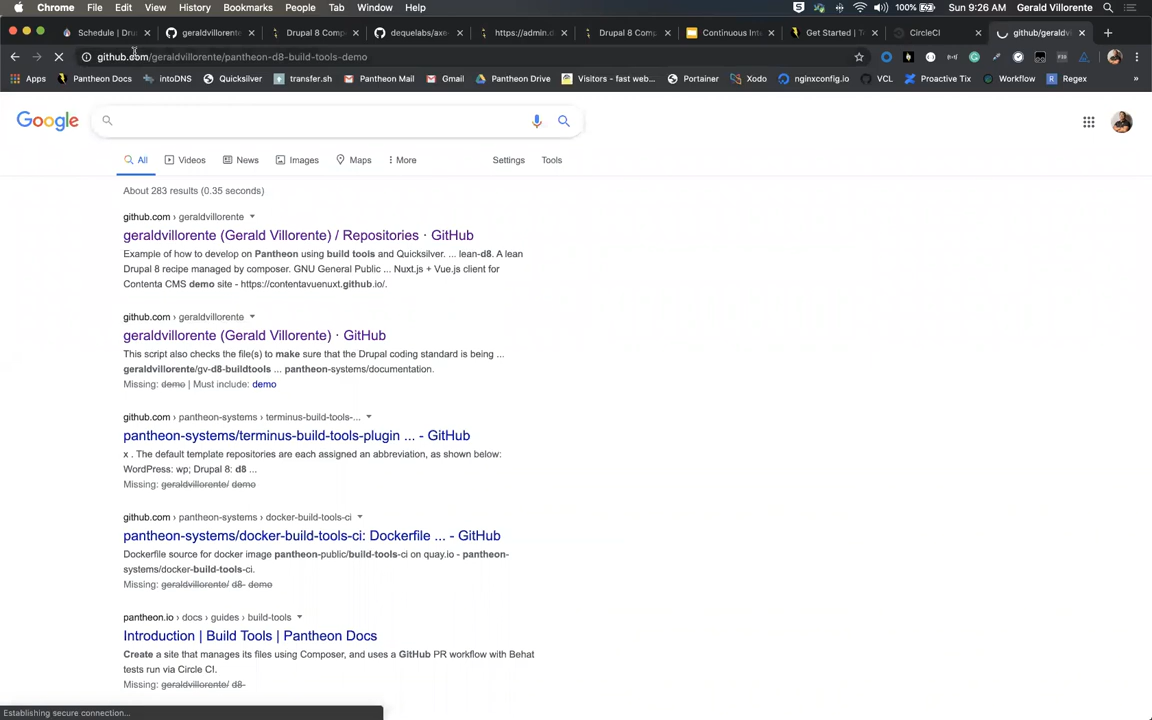 Chrome File Edit View History Bookmarks People Tab Window Help 100% Sun 9:26 AM Gerald Villorente
Schedule | Dru geraldvillorente Drupal 8 Comp dequelabs/axe- https://admin.d Drupal 8 Comp Continuous Inte Get Started | T CircleCI github/geraldvi
github.com/geraldvillorente/pantheon-d8-build-tools-demo
Apps Pantheon Docs intoDNS Quicksilver transfer.sh Pantheon Mail Gmail Pantheon Drive Visitors - fast web... Portainer Xodo nginxconfig.io VCL Proactive Tix Workflow Regex »
Google
All Videos News Images Maps More Settings Tools
About 283 results (0.35 seconds)
github.com › geraldvillorente
geraldvillorente (Gerald Villorente) / Repositories · GitHub
Example of how to develop on Pantheon using build tools and Quicksilver. ... lean-d8. A lean
Drupal 8 recipe managed by composer. GNU General Public ... Nuxt.js + Vue.js client for
Contenta CMS demo site - https://contentavuenuxt.github.io/.
github.com › geraldvillorente
geraldvillorente (Gerald Villorente) · GitHub
This script also checks the file(s) to make sure that the Drupal coding standard is being ...
geraldvillorente/gv-d8-buildtools ... pantheon-systems/documentation.
Missing: demo | Must include: demo
github.com › pantheon-systems › terminus-build-tools-...
pantheon-systems/terminus-build-tools-plugin ... - GitHub
x . The default template repositories are each assigned an abbreviation, as shown below:
WordPress: wp; Drupal 8: d8 ...
Missing: geraldvillorente/ demo
github.com › pantheon-systems › docker-build-tools-ci
pantheon-systems/docker-build-tools-ci: Dockerfile ... - GitHub
Dockerfile source for docker image pantheon-public/build-tools-ci on quay.io - pantheon-
systems/docker-build-tools-ci.
Missing: geraldvillorente/ d8- demo
pantheon.io › docs › guides › build-tools
Introduction | Build Tools | Pantheon Docs
Create a site that manages its files using Composer, and uses a GitHub PR workflow with Behat
tests run via Circle CI.
Missing: geraldvillorente/ d8-
Establishing secure connection...